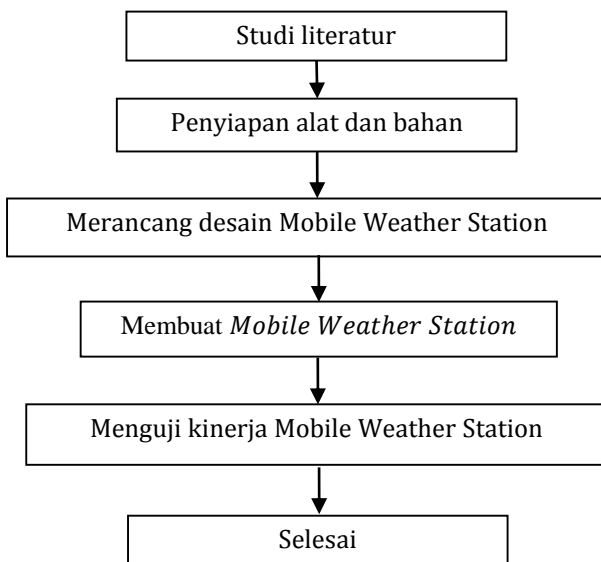 Studi literatur
Penyiapan alat dan bahan
Merancang desain Mobile Weather Station
Membuat Mobile Weather Station
Menguji kinerja Mobile Weather Station
Selesai